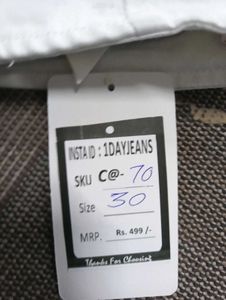 INSTA ID : 1DAYJEANS
SKU C@- 70
Size 30
MRP. Rs. 499 /-
Thanks For Choosing